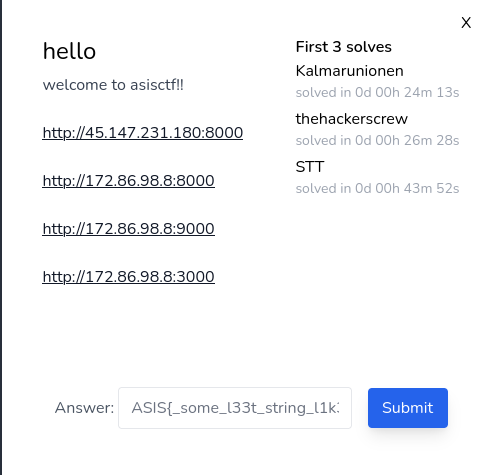 X
hello
welcome to asisctf!!
http://45.147.231.180:8000
http://172.86.98.8:8000
http://172.86.98.8:9000
http://172.86.98.8:3000
First 3 solves
Kalmarunionen
solved in 0d 00h 24m 13s
thehackerscrew
solved in 0d 00h 26m 28s
STT
solved in 0d 00h 43m 52s
Answer: ASIS{_some_l33t_string_l1k
Submit